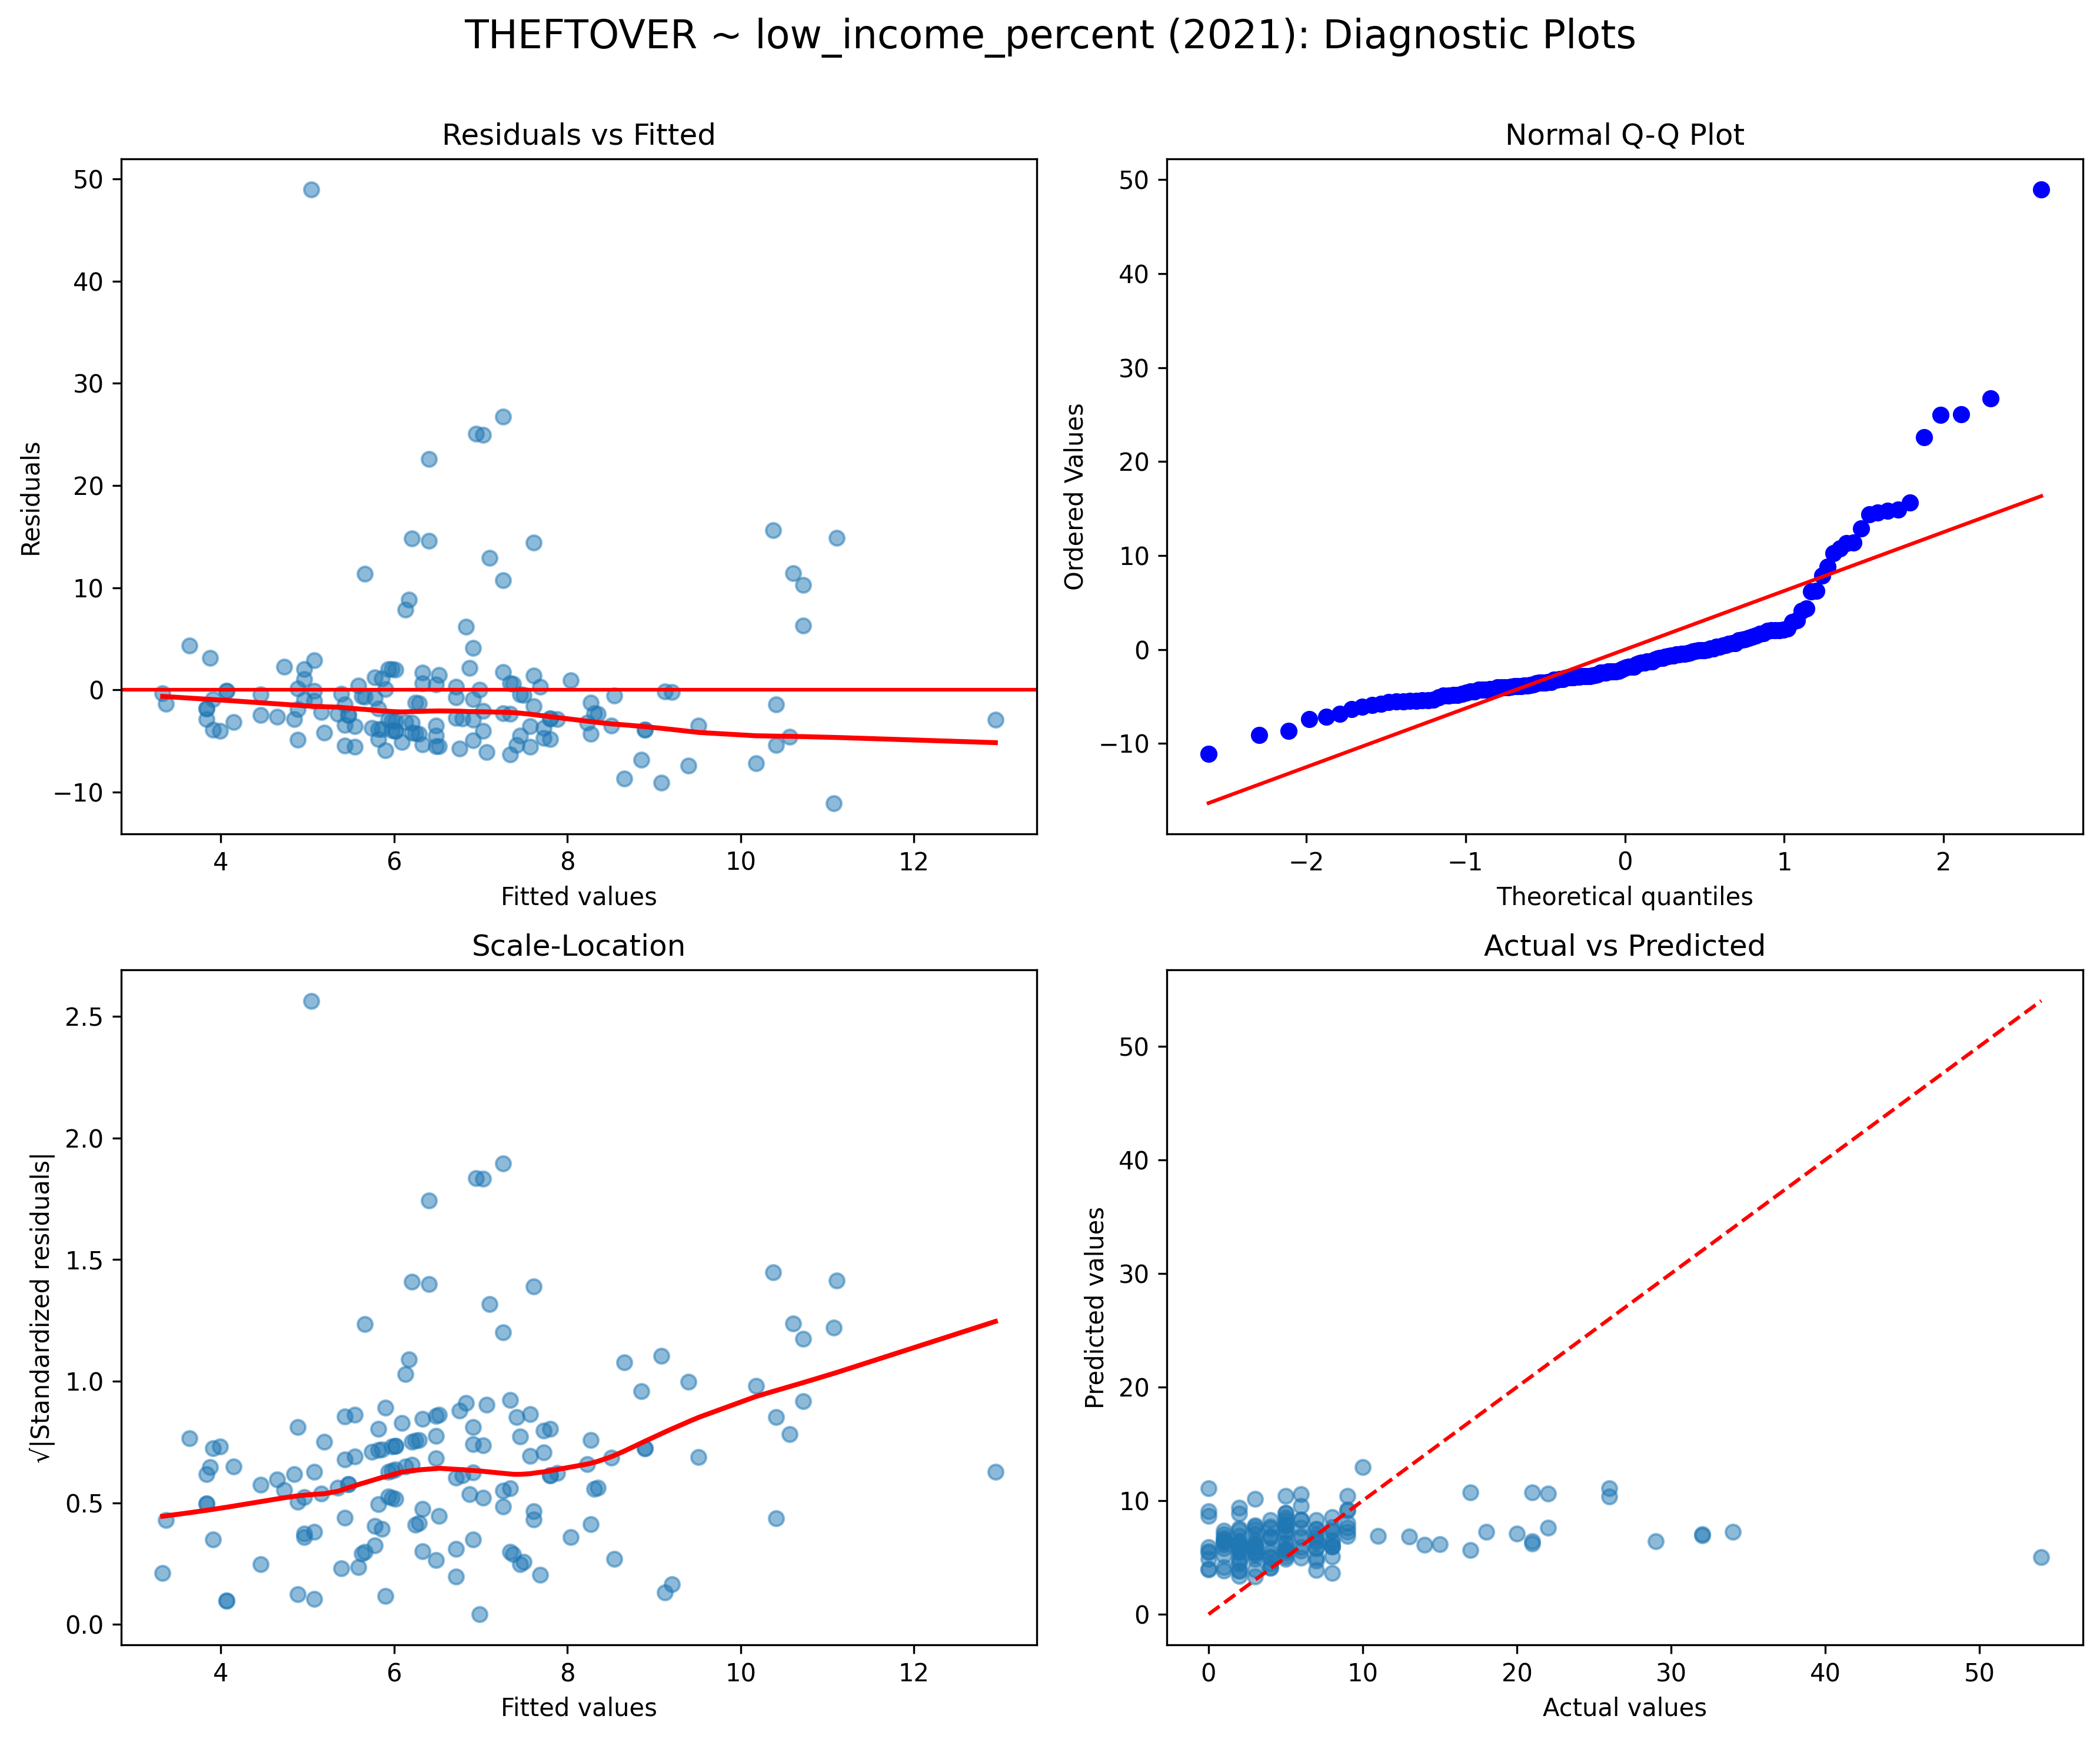 THEFTOVER ~ low_income_percent (2021): Diagnostic Plots
Residuals vs Fitted
50
40
30
20
10
0
−10
Residuals
4 6 8 10 12
Fitted values
Normal Q-Q Plot
50
40
30
20
10
0
−10
Ordered Values
−2 −1 0 1 2
Theoretical quantiles
Scale-Location
2.5
2.0
1.5
1.0
0.5
0.0
√|Standardized residuals|
4 6 8 10 12
Fitted values
Actual vs Predicted
50
40
30
20
10
0
Predicted values
0 10 20 30 40 50
Actual values